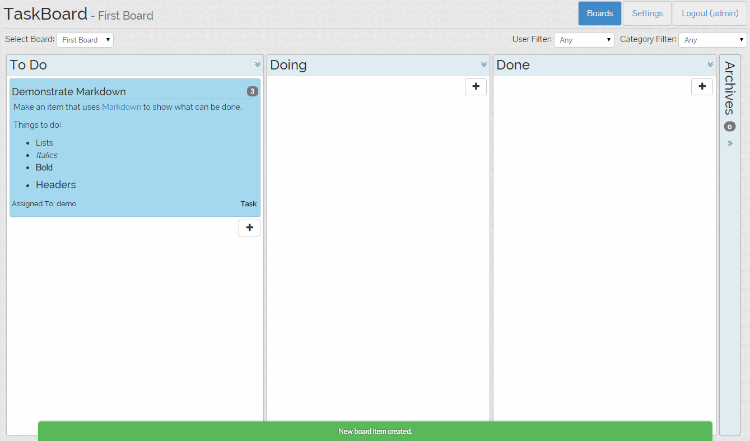 TaskBoard - First Board
Boards
Settings
Logout (admin)
Select Board: First Board
User Filter: Any
Category Filter: Any
To Do
Demonstrate Markdown
3
Make an item that uses Markdown to show what can be done.
Things to do:
• Lists
• Italics
• Bold
• Headers
Assigned To: demo
Task
Doing
Done
Archives
0
New board item created.